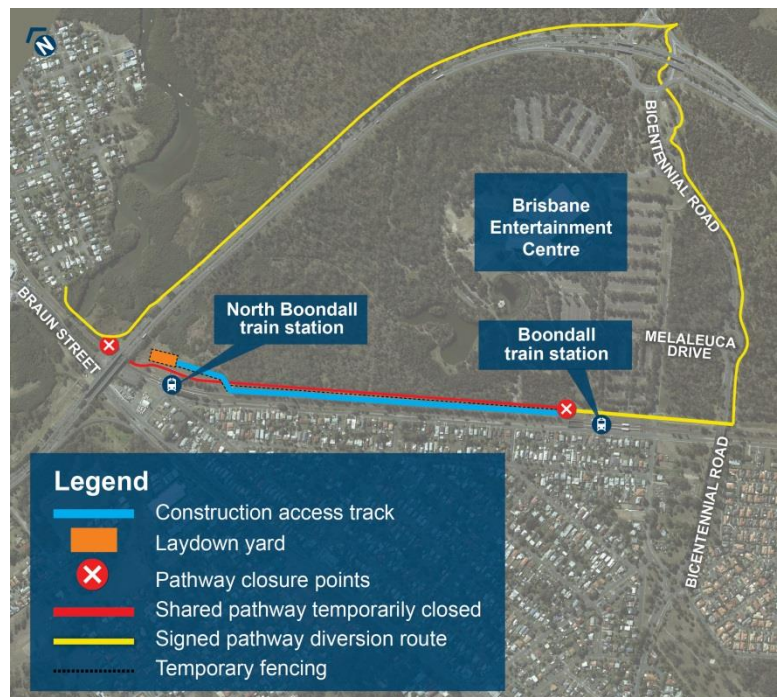 N
BICENTENNIAL ROAD
Brisbane
Entertainment
Centre
BRAUN STREET
North Boondall
train station
Boondall
train station
MELALEUCA
DRIVE
BICENTENNIAL ROAD
Legend
Construction access track
Laydown yard
Pathway closure points
Shared pathway temporarily closed
Signed pathway diversion route
Temporary fencing